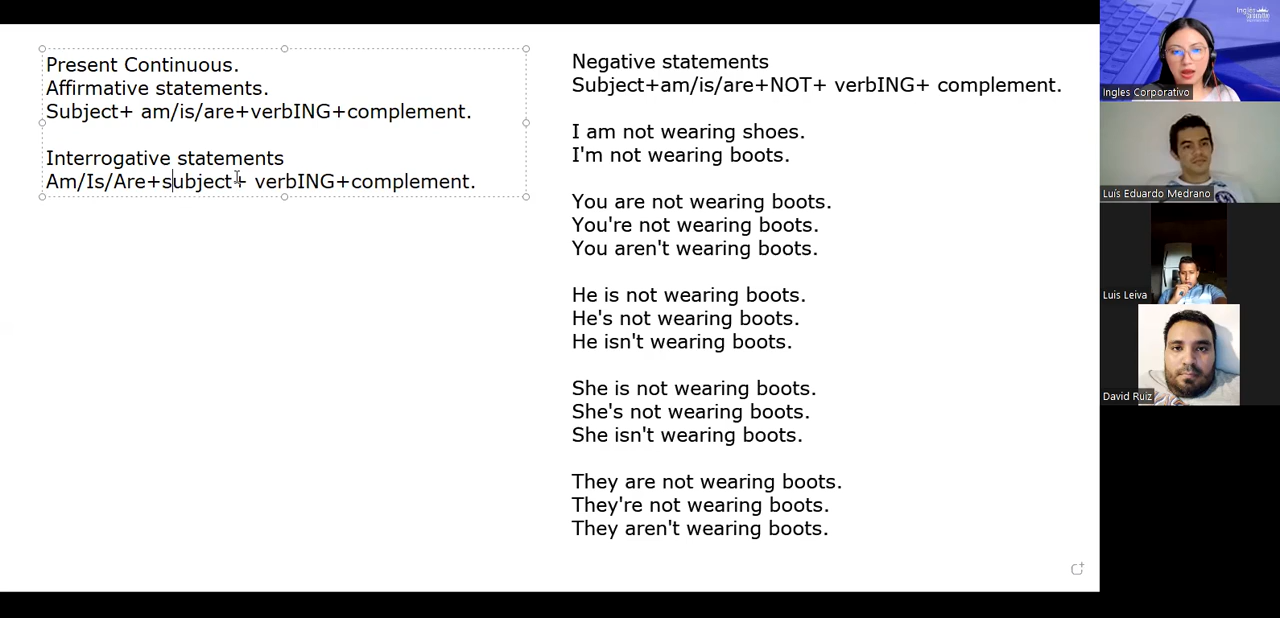 Present Continuous.
Affirmative statements.
Subject+ am/is/are+verbING+complement.
Interrogative statements
Am/Is/Are+subject+ verbING+complement.
Negative statements
Subject+am/is/are+NOT+ verbING+ complement.
I am not wearing shoes.
I'm not wearing boots.
You are not wearing boots.
You're not wearing boots.
You aren't wearing boots.
He is not wearing boots.
He's not wearing boots.
He isn't wearing boots.
She is not wearing boots.
She's not wearing boots.
She isn't wearing boots.
They are not wearing boots.
They're not wearing boots.
They aren't wearing boots.
Ingles Corporativo
Luís Eduardo Medrano
Luis Leiva
David Ruiz